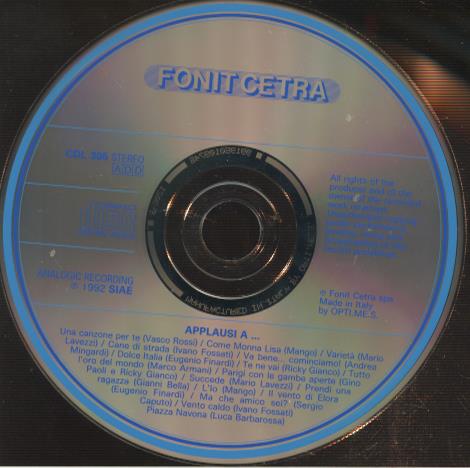 FONIT CETRA
CDL 306 STEREO
ADD
COMPACT
disc
DIGITAL AUDIO
All rights of the
producer and of the
owner of the recorded
work reserved.
ANALOGIC RECORDING
℗ 1992 SIAE
© Fonit Cetra spa
Made in Italy
by OPTI.ME.S.
APPLAUSI A ...
Una canzone per te (Vasco Rossi) / Come Monna Lisa (Mango) / Varietà (Mario
Lavezzi) / Cane di strada (Ivano Fossati) / Va bene... cominciamo! (Andrea
Mingardi) / Dolce Italia (Eugenio Finardi) / Te ne vai (Ricky Gianco) / Tutto
l'oro del mondo (Marco Armani) / Parigi con le gambe aperte (Gino
Paoli e Ricky Gianco) / Succede (Mario Lavezzi) / Prendi una
ragazza (Gianni Bella) / L'Io (Mango) / Il vento di Elora
(Eugenio Finardi) / Ma che amico sei? (Sergio
Caputo) / Vento caldo (Ivano Fossati)
Piazza Navona (Luca Barbarossa)